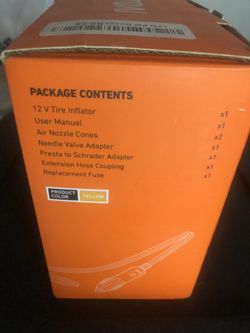 PACKAGE CONTENTS
12 V Tire Inflator x1
User Manual x1
Air Nozzle Cones x2
Needle Valve Adapter x1
Presta to Schrader Adapter x1
Extension Hose Coupling x1
Replacement Fuse x1
PRODUCT COLOR YELLOW